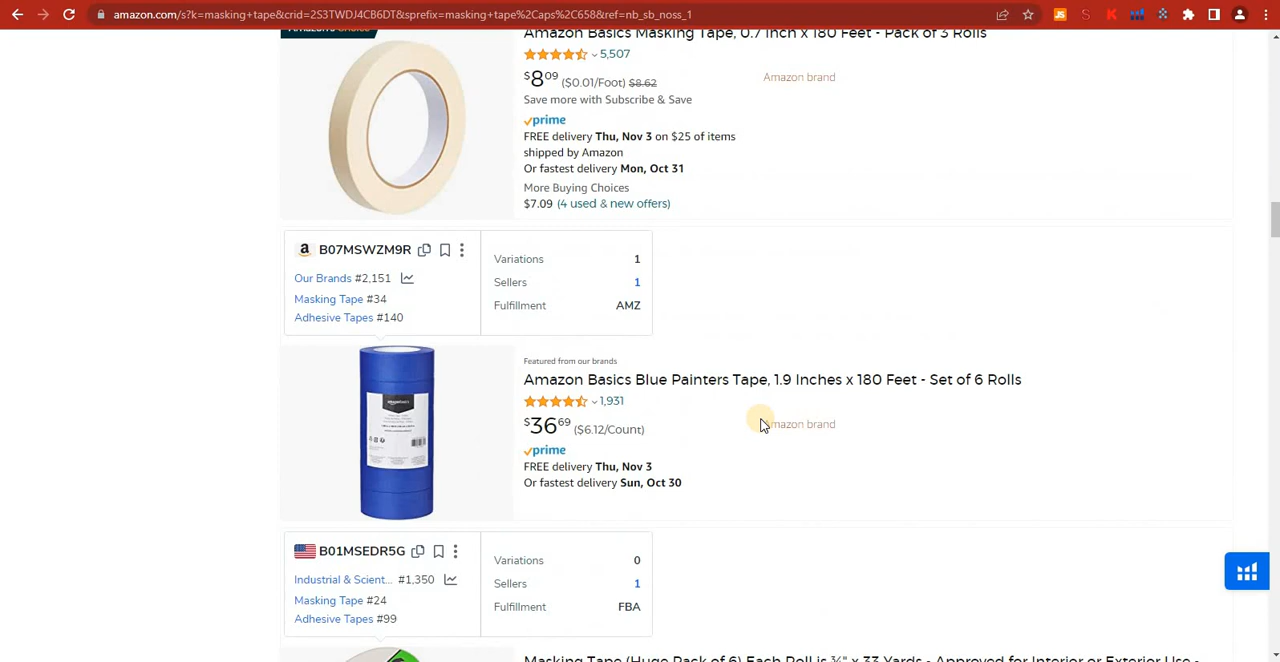 amazon.com/s?k=masking+tape&crid=2S3TWDJ4CB6DT&sprefix=masking+tape%2Caps%2C658&ref=nb_sb_noss_1
Amazon's Choice
Amazon Basics Masking Tape, 0.7 Inch x 180 Feet - Pack of 3 Rolls
5,507
$8.09 ($0.01/Foot) $8.62
Amazon brand
Save more with Subscribe & Save
prime
FREE delivery Thu, Nov 3 on $25 of items
shipped by Amazon
Or fastest delivery Mon, Oct 31
More Buying Choices
$7.09 (4 used & new offers)
a B07MSWZM9R
Our Brands #2,151
Masking Tape #34
Adhesive Tapes #140
Variations 1
Sellers 1
Fulfillment AMZ
Featured from our brands
Amazon Basics Blue Painters Tape, 1.9 Inches x 180 Feet - Set of 6 Rolls
1,931
$36.69 ($6.12/Count)
Amazon brand
prime
FREE delivery Thu, Nov 3
Or fastest delivery Sun, Oct 30
B01MSEDR5G
Industrial & Scient... #1,350
Masking Tape #24
Adhesive Tapes #99
Variations 0
Sellers 1
Fulfillment FBA
Masking Tape (Huge Pack of 6) Each Roll is ¾" x 33 Yards - Approved for Interior or Exterior Use -